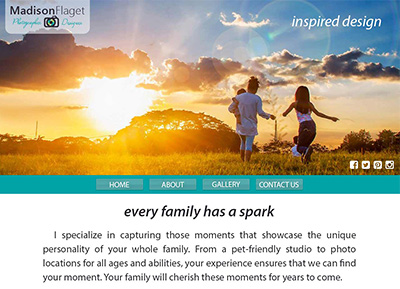 MadisonFlaget
Photographer Designer
inspired design
HOME ABOUT GALLERY CONTACT US
every family has a spark
I specialize in capturing those moments that showcase the unique
personality of your whole family. From a pet-friendly studio to photo
locations for all ages and abilities, your experience ensures that we can find
your moment. Your family will cherish these moments for years to come.